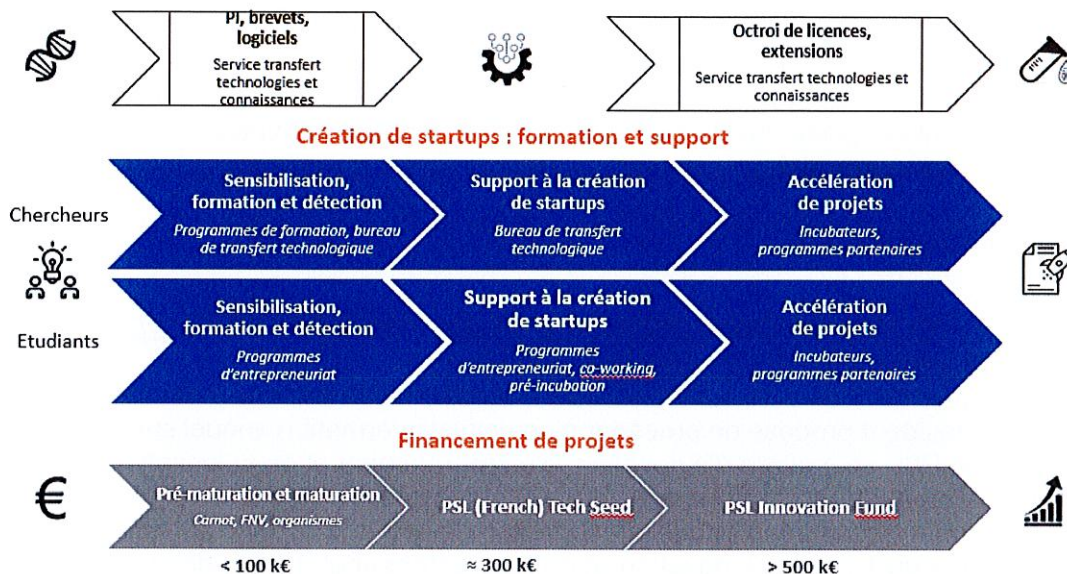 PI, brevets,
logiciels
Service transfert
technologies et
connaissances
Octroi de licences,
extensions
Service transfert technologies et
connaissances
Création de startups : formation et support
Chercheurs
Sensibilisation,
formation et détection
Programmes de formation, bureau
de transfert technologique
Support à la création
de startups
Bureau de transfert
technologique
Accélération
de projets
Incubateurs,
programmes partenaires
Etudiants
Sensibilisation,
formation et détection
Programmes
d'entrepreneuriat
Support à la création
de startups
Programmes
d'entrepreneuriat, co-working,
pré-incubation
Accélération
de projets
Incubateurs,
programmes partenaires
Financement de projets
€
Pré-maturation et maturation
Carnot, FNV, organismes
PSL (French) Tech Seed
PSL Innovation Fund
< 100 k€
≈ 300 k€
> 500 k€